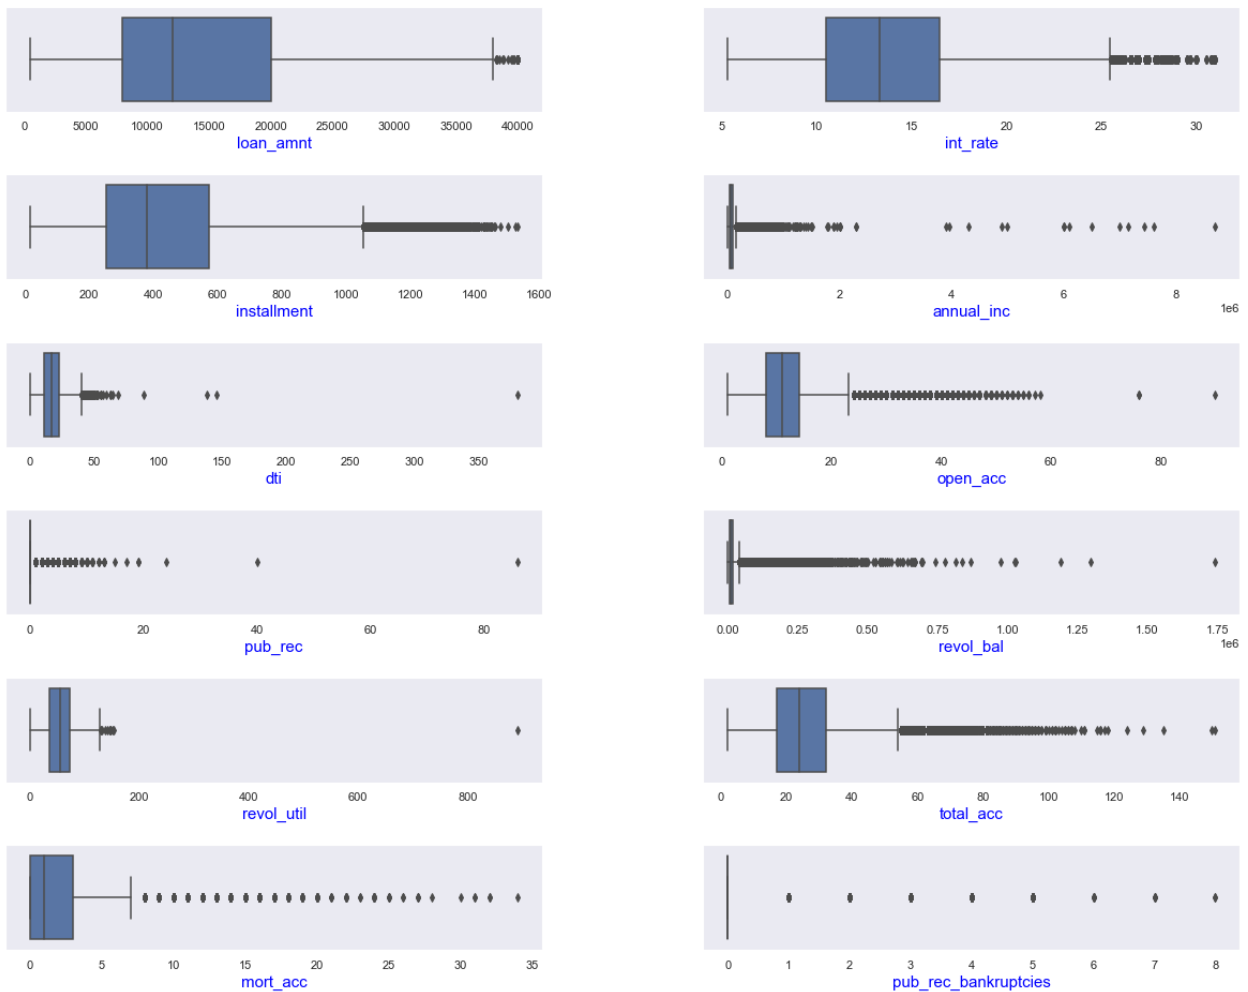 0 5000 10000 15000 20000 25000 30000 35000 40000
loan_amnt
5 10 15 20 25 30
int_rate
0 200 400 600 800 1000 1200 1400 1600
installment
0 2 4 6 8
1e6
annual_inc
0 50 100 150 200 250 300 350
dti
0 20 40 60 80
open_acc
0 20 40 60 80
pub_rec
0.00 0.25 0.50 0.75 1.00 1.25 1.50 1.75
1e6
revol_bal
0 200 400 600 800
revol_util
0 20 40 60 80 100 120 140
total_acc
0 5 10 15 20 25 30 35
mort_acc
0 1 2 3 4 5 6 7 8
pub_rec_bankruptcies